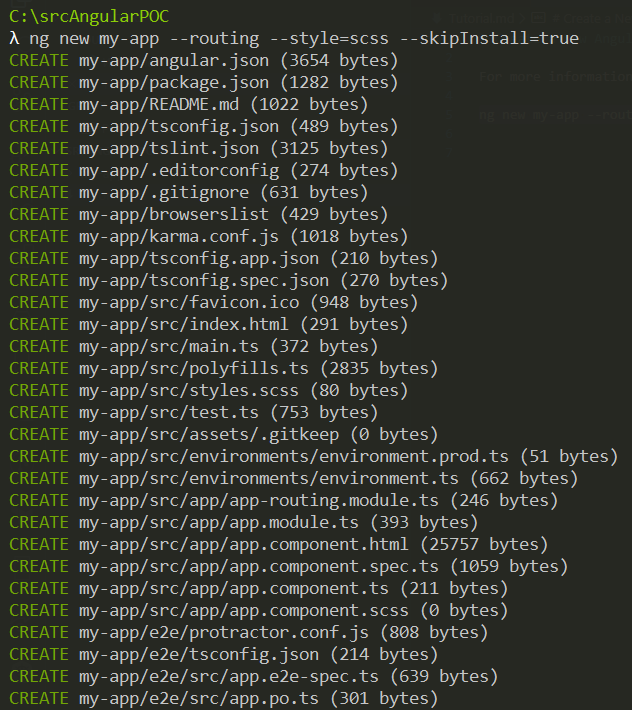 C:\srcAngularPOC
λ ng new my-app --routing --style=scss --skipInstall=true
CREATE my-app/angular.json (3654 bytes)
CREATE my-app/package.json (1282 bytes)
CREATE my-app/README.md (1022 bytes)
CREATE my-app/tsconfig.json (489 bytes)
CREATE my-app/tslint.json (3125 bytes)
CREATE my-app/.editorconfig (274 bytes)
CREATE my-app/.gitignore (631 bytes)
CREATE my-app/browserslist (429 bytes)
CREATE my-app/karma.conf.js (1018 bytes)
CREATE my-app/tsconfig.app.json (210 bytes)
CREATE my-app/tsconfig.spec.json (270 bytes)
CREATE my-app/src/favicon.ico (948 bytes)
CREATE my-app/src/index.html (291 bytes)
CREATE my-app/src/main.ts (372 bytes)
CREATE my-app/src/polyfills.ts (2835 bytes)
CREATE my-app/src/styles.scss (80 bytes)
CREATE my-app/src/test.ts (753 bytes)
CREATE my-app/src/assets/.gitkeep (0 bytes)
CREATE my-app/src/environments/environment.prod.ts (51 bytes)
CREATE my-app/src/environments/environment.ts (662 bytes)
CREATE my-app/src/app/app-routing.module.ts (246 bytes)
CREATE my-app/src/app/app.module.ts (393 bytes)
CREATE my-app/src/app/app.component.html (25757 bytes)
CREATE my-app/src/app/app.component.spec.ts (1059 bytes)
CREATE my-app/src/app/app.component.ts (211 bytes)
CREATE my-app/src/app/app.component.scss (0 bytes)
CREATE my-app/e2e/protractor.conf.js (808 bytes)
CREATE my-app/e2e/tsconfig.json (214 bytes)
CREATE my-app/e2e/src/app.e2e-spec.ts (639 bytes)
CREATE my-app/e2e/src/app.po.ts (301 bytes)
For more information
ng new my-app --rout